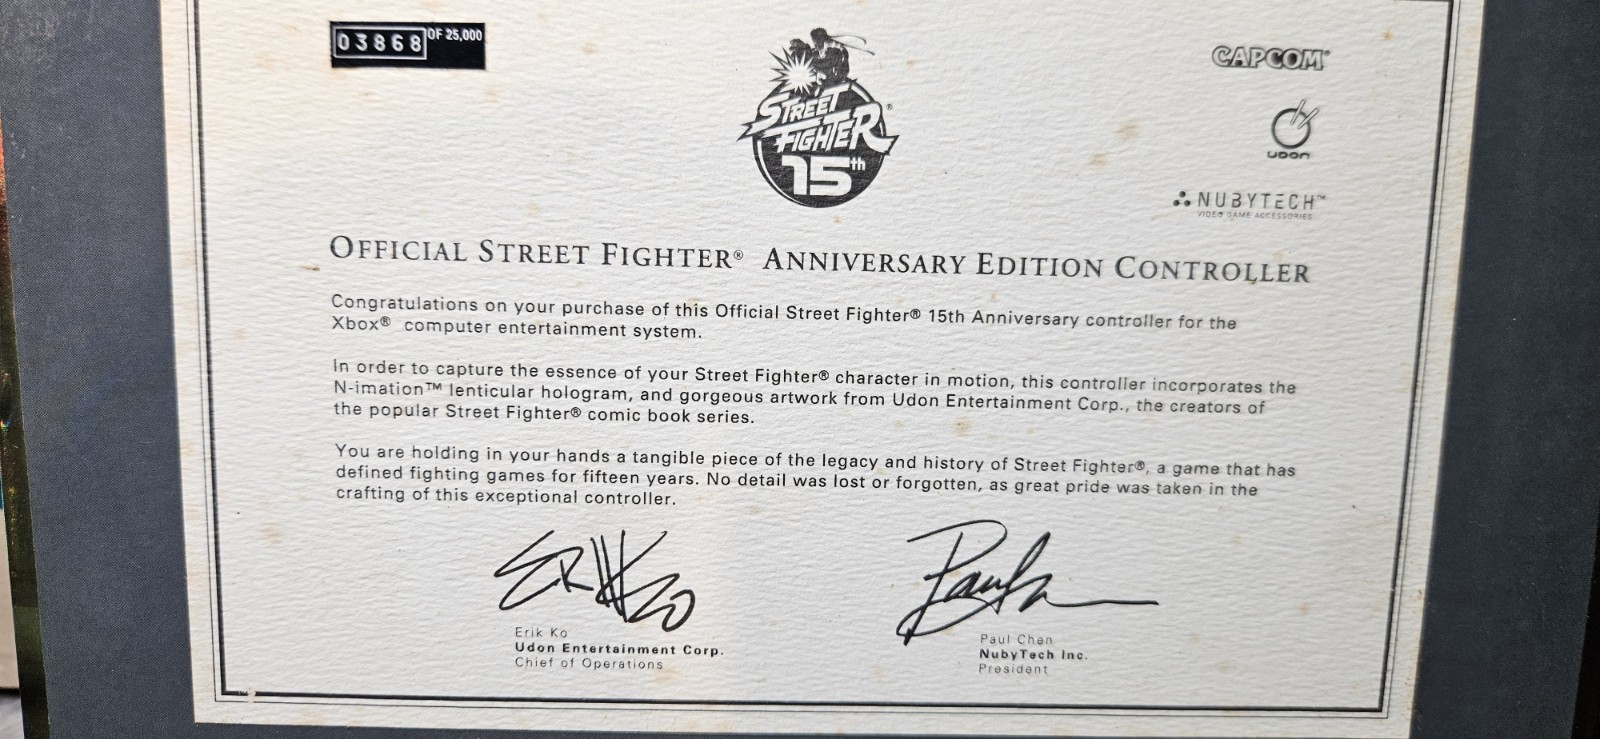 03868 OF 25,000
STREET FIGHTER® 15th
CAPCOM®
UDON
NUBYTECH™
VIDEO GAME ACCESSORIES
OFFICIAL STREET FIGHTER® ANNIVERSARY EDITION CONTROLLER
Congratulations on your purchase of this Official Street Fighter® 15th Anniversary controller for the
Xbox® computer entertainment system.
In order to capture the essence of your Street Fighter® character in motion, this controller incorporates the
N-imation™ lenticular hologram, and gorgeous artwork from Udon Entertainment Corp., the creators of
the popular Street Fighter® comic book series.
You are holding in your hands a tangible piece of the legacy and history of Street Fighter®, a game that has
defined fighting games for fifteen years. No detail was lost or forgotten, as great pride was taken in the
crafting of this exceptional controller.
Erik Ko
Udon Entertainment Corp.
Chief of Operations
Paul Chen
NubyTech Inc.
President